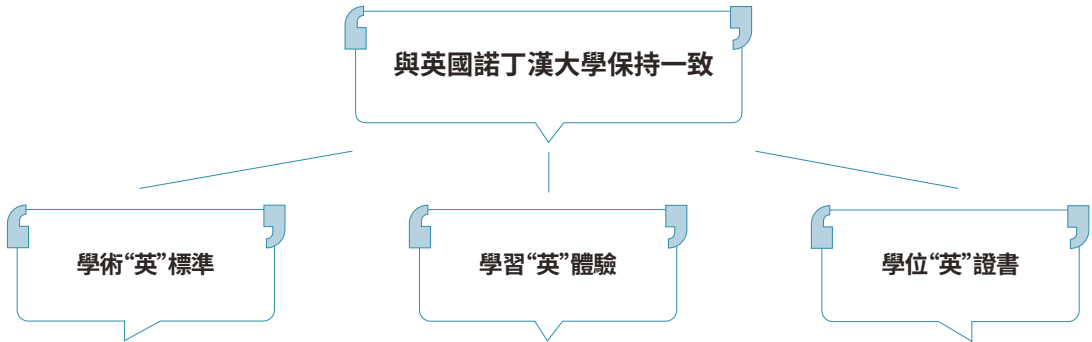 與英國諾丁漢大學保持一致
學術“英”標準
學習“英”體驗
學位“英”證書